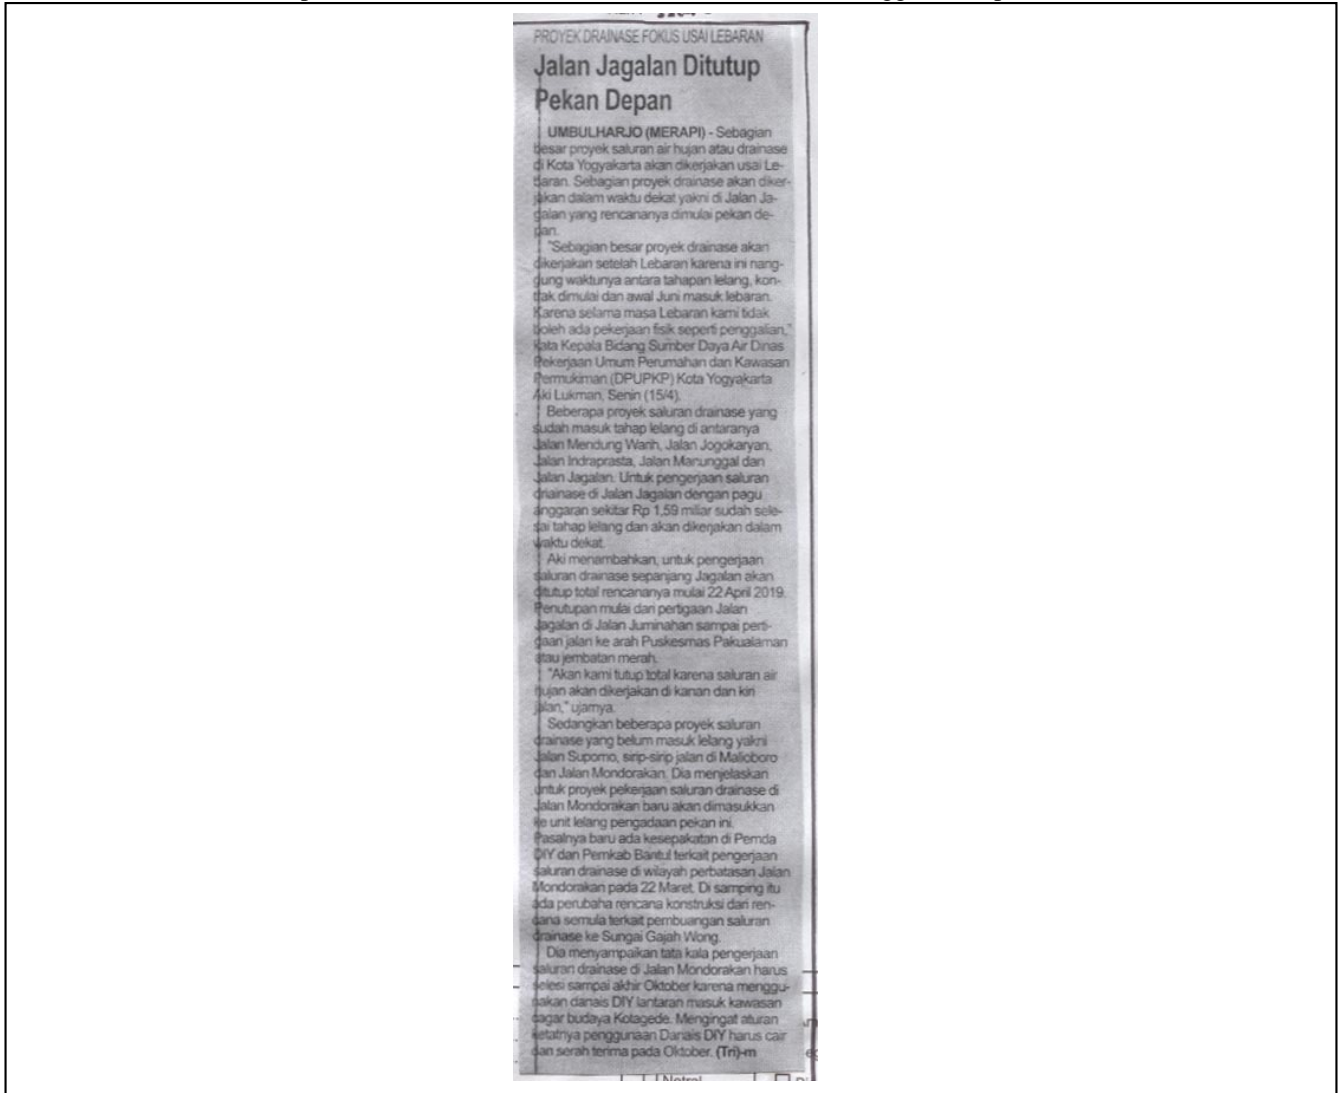 PROYEK DRAINASE FOKUS USAI LEBARAN
Jalan Jagalan Ditutup
Pekan Depan
UMBULHARJO (MERAPI) - Sebagian
besar proyek saluran air hujan atau drainase
di Kota Yogyakarta akan dikerjakan usai Le-
baran. Sebagian proyek drainase akan diker-
jakan dalam waktu dekat yakni di Jalan Ja-
galan yang rencananya dimulai pekan de-
pan.
"Sebagian besar proyek drainase akan
dikerjakan setelah Lebaran karena ini nang-
gung waktunya antara tahapan lelang, kon-
trak dimulai dan awal Juni masuk lebaran.
Karena selama masa Lebaran kami tidak
boleh ada pekerjaan fisik seperti penggalian,"
kata Kepala Bidang Sumber Daya Air Dinas
Pekerjaan Umum Perumahan dan Kawasan
Permukiman (DPUPKP) Kota Yogyakarta
Aki Lukman, Senin (15/4).
Beberapa proyek saluran drainase yang
sudah masuk tahap lelang di antaranya
Jalan Mendung Warih, Jalan Jogokaryan,
Jalan Indraprasta, Jalan Manunggal dan
Jalan Jagalan. Untuk pengerjaan saluran
driainase di Jalan Jagalan dengan pagu
anggaran sekitar Rp 1,59 miliar sudah sele-
sai tahap lelang dan akan dikerjakan dalam
waktu dekat.
Aki menambahkan, untuk pengerjaan
saluran drainase sepanjang Jagalan akan
ditutup total rencananya mulai 22 April 2019.
Penutupan mulai dari pertigaan Jalan
Jagalan di Jalan Juminahan sampai perti-
gaan jalan ke arah Puskesmas Pakualaman
atau jembatan merah.
"Akan kami tutup total karena saluran air
hujan akan dikerjakan di kanan dan kiri
jalan," ujarnya.
Sedangkan beberapa proyek saluran
drainase yang belum masuk lelang yakni
Jalan Supomo, sirip-sirip jalan di Malioboro
dan Jalan Mondorakan. Dia menjelaskan
untuk proyek pekerjaan saluran drainase di
Jalan Mondorakan baru akan dimasukkan
ke unit lelang pengadaan pekan ini.
Pasalnya baru ada kesepakatan di Pemda
DIY dan Pemkab Bantul terkait pengerjaan
saluran drainase di wilayah perbatasan Jalan
Mondorakan pada 22 Maret. Di samping itu
ada perubaha rencana konstruksi dari ren-
cana semula terkait pembuangan saluran
drainase ke Sungai Gajah Wong.
Dia menyampaikan tata kala pengerjaan
saluran drainase di Jalan Mondorakan harus
selesi sampai akhir Oktober karena menggu-
nakan danais DIY lantaran masuk kawasan
cagar budaya Kotagede. Mengingat aturan
ketatnya penggunaan Danais DIY harus cair
dan serah terima pada Oktober. (Tri)-m